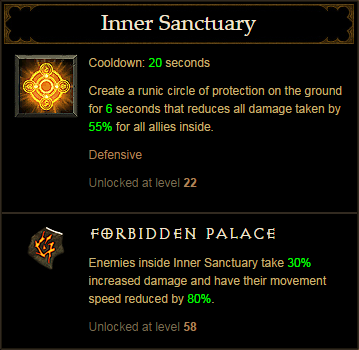 Inner Sanctuary
Cooldown: 20 seconds
Create a runic circle of protection on the ground
for 6 seconds that reduces all damage taken by
55% for all allies inside.
Defensive
Unlocked at level 22
FORBIDDEN PALACE
Enemies inside Inner Sanctuary take 30%
increased damage and have their movement
speed reduced by 80%.
Unlocked at level 58